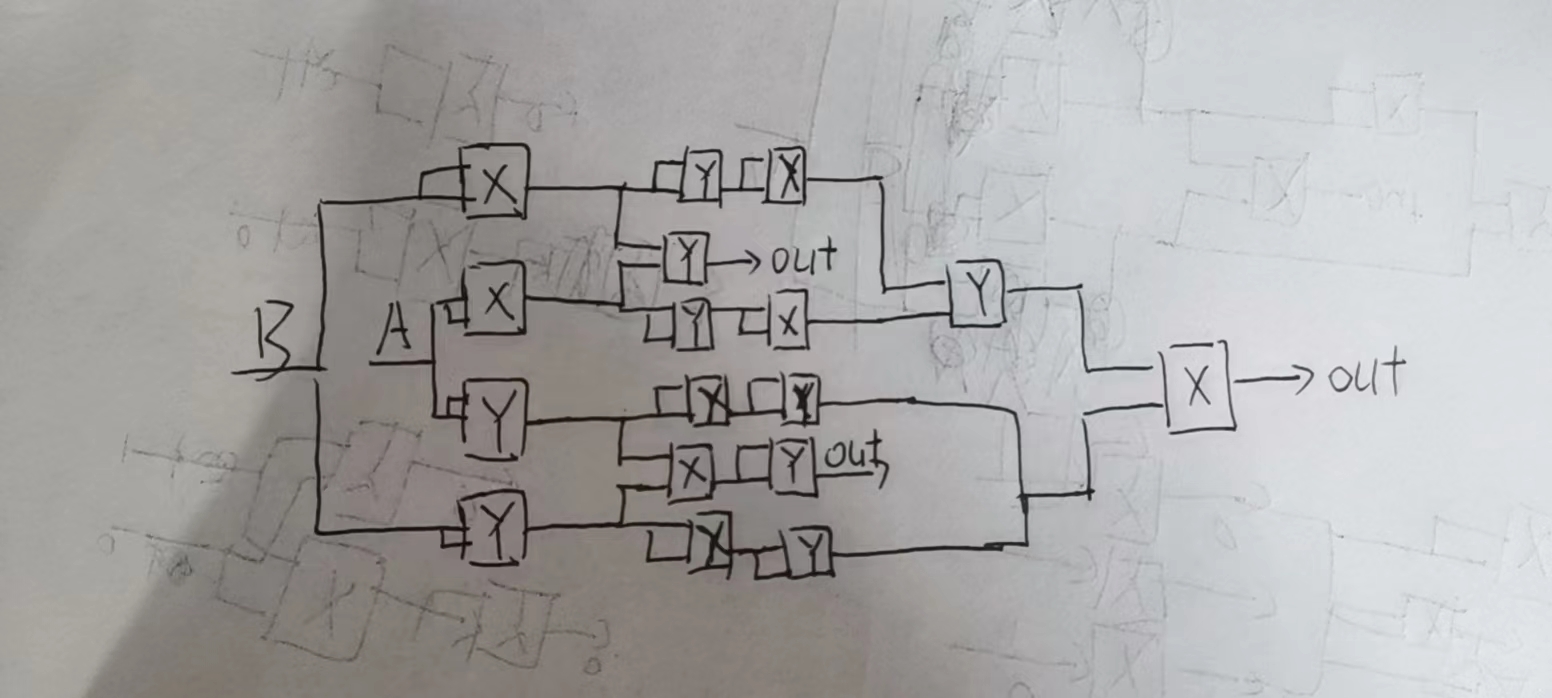 X Y X
Y → out
X Y X Y
B A X → out
Y X Y
X Y out
Y X Y